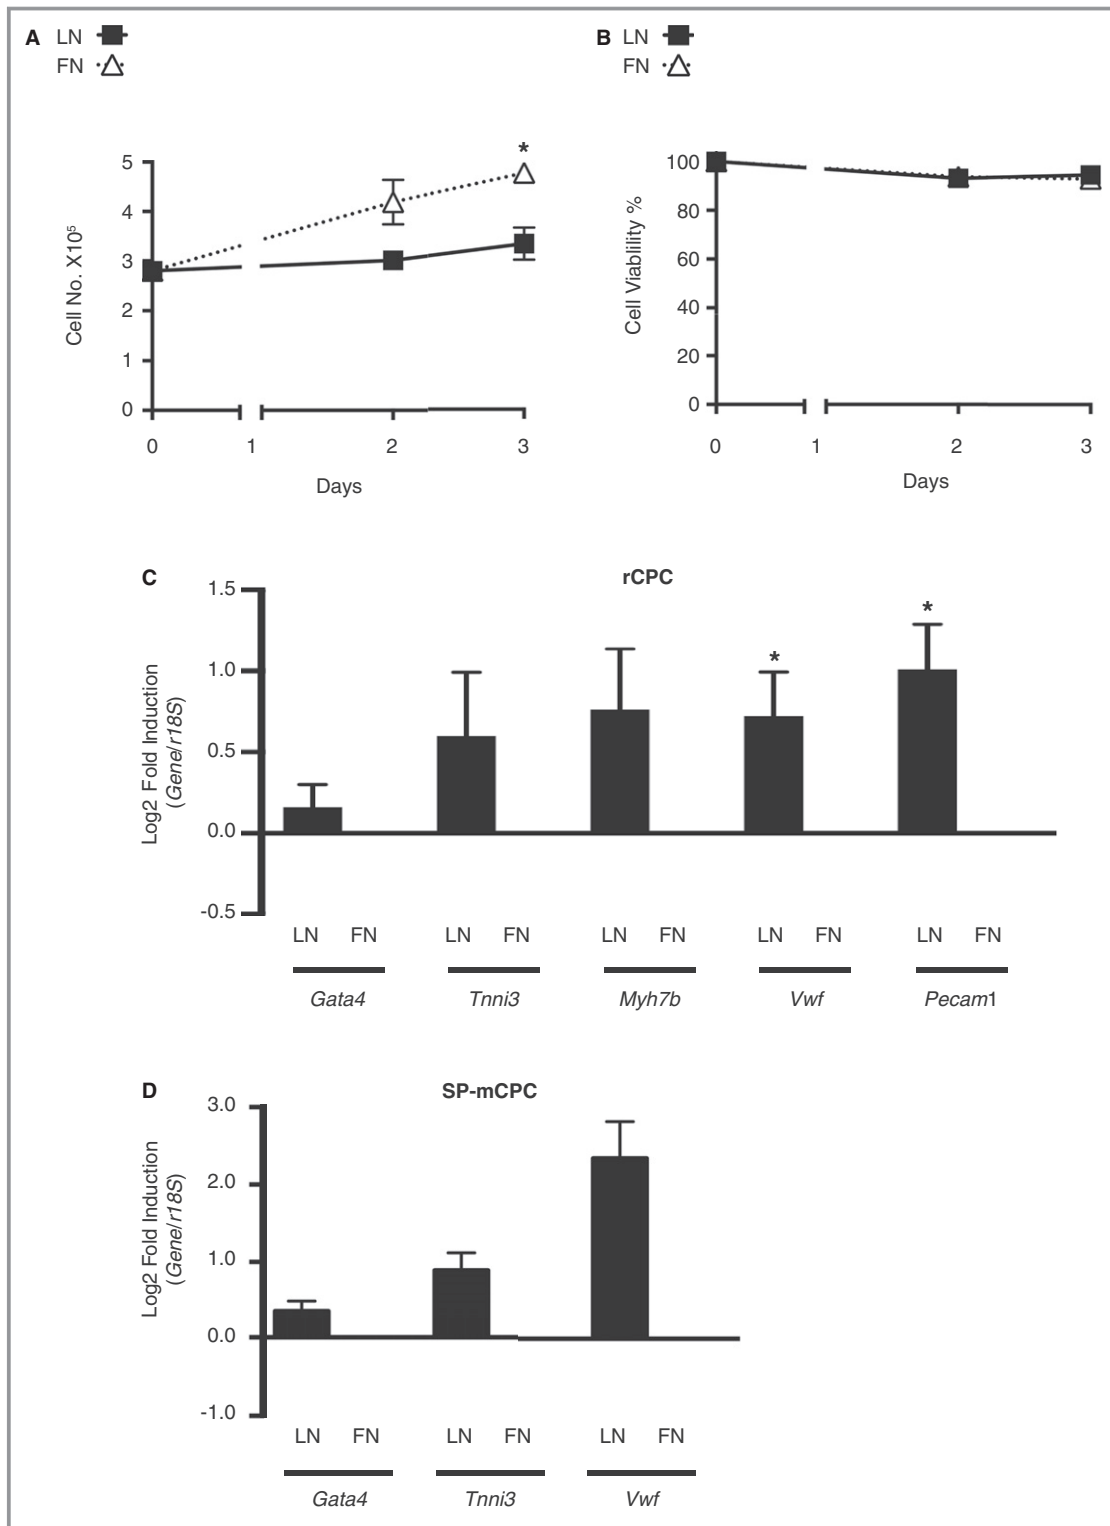 A LN
FN
B LN
FN
*
5
4
3
2
1
0
Cell No. X10⁵
0 1 2 3
Days
100
80
60
40
20
0
Cell Viablility %
0 1 2 3
Days
C rCPC
1.5
1.0
0.5
0.0
-0.5
Log2 Fold Induction
(Gene/r18S)
*
*
LN FN LN FN LN FN LN FN LN FN
Gata4 Tnni3 Myh7b Vwf Pecam1
D SP-mCPC
3.0
2.0
1.0
0.0
-1.0
Log2 Fold Induction
(Gene/r18S)
LN FN LN FN LN FN
Gata4 Tnni3 Vwf